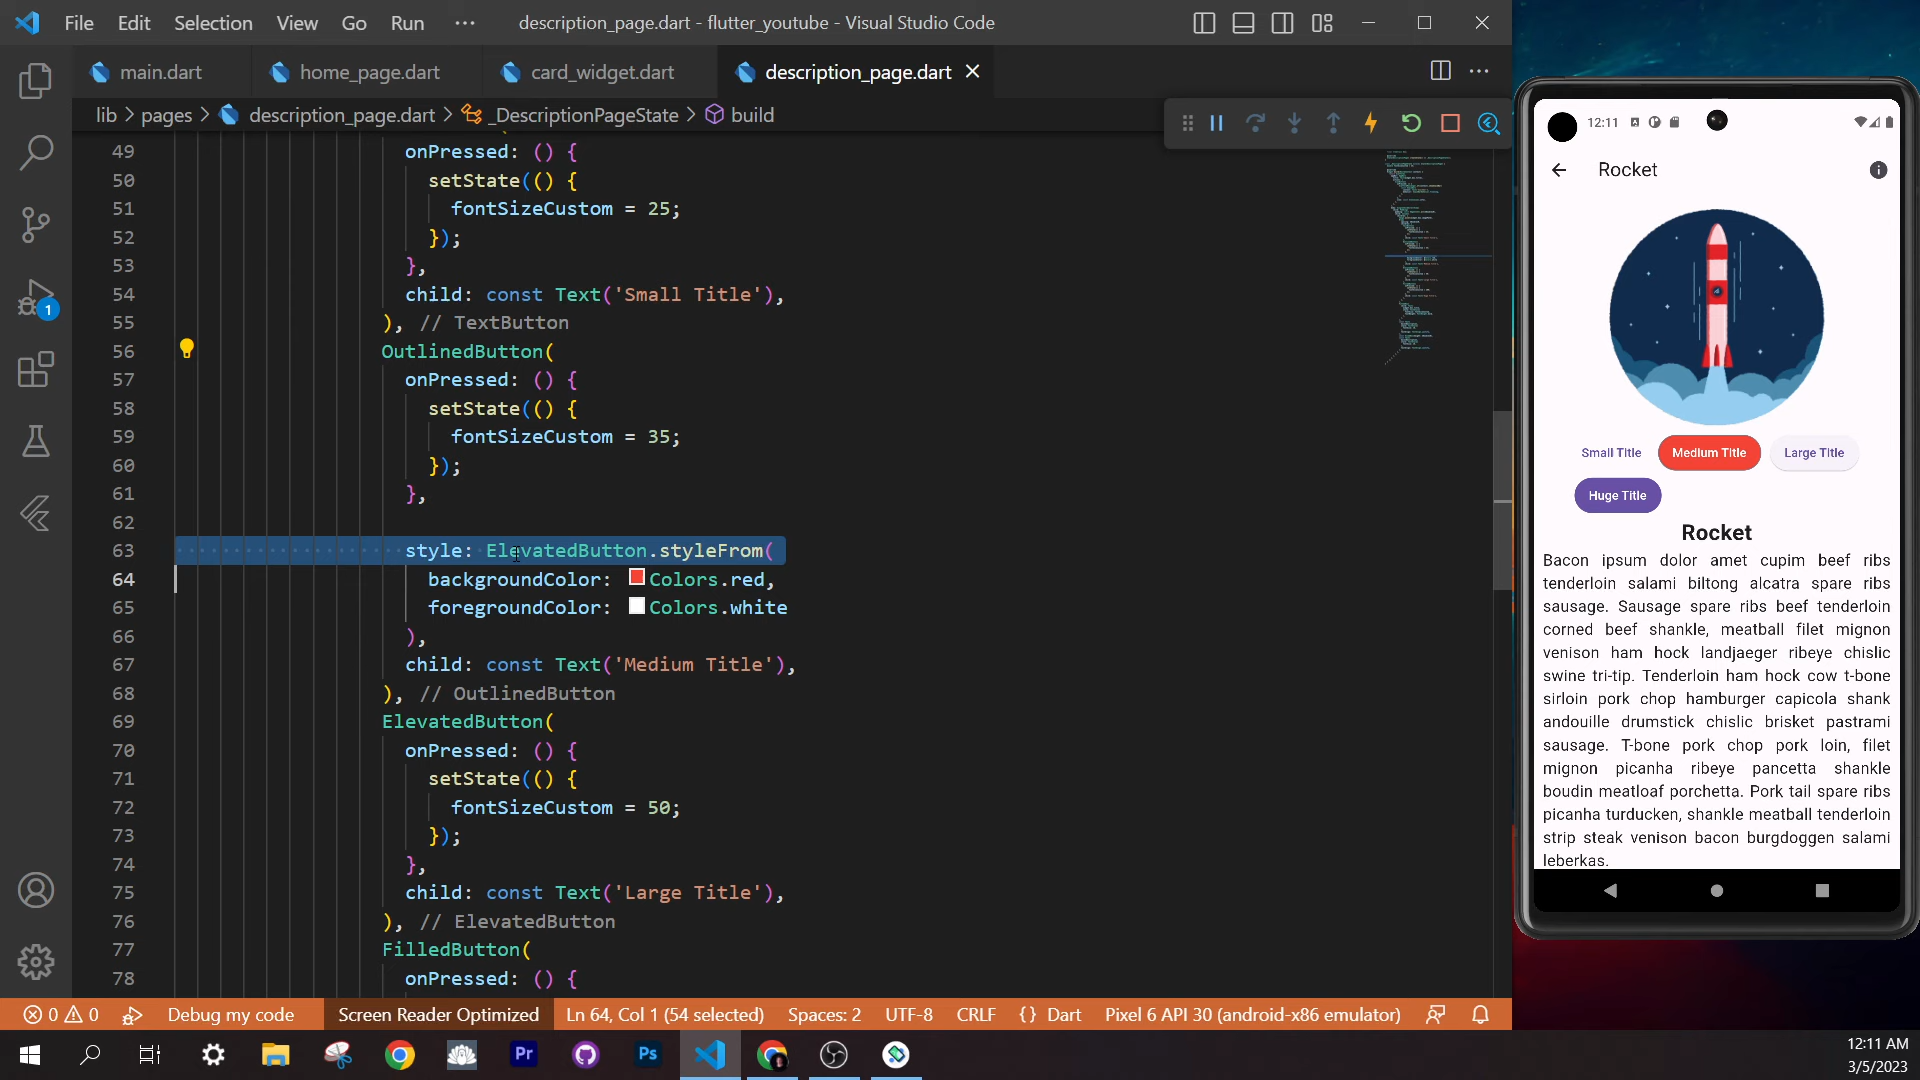 File Edit Selection View Go Run ··· description_page.dart - flutter_youtube - Visual Studio Code
main.dart home_page.dart card_widget.dart description_page.dart
lib > pages > description_page.dart > _DescriptionPageState > build
49 onPressed: () {
50 setState(() {
51 fontSizeCustom = 25;
52 });
53 },
54 child: const Text('Small Title'),
55 ), // TextButton
56 OutlinedButton(
57 onPressed: () {
58 setState(() {
59 fontSizeCustom = 35;
60 });
61 },
62
63 style: ElevatedButton.styleFrom(
64 backgroundColor: Colors.red,
65 foregroundColor: Colors.white
66 ),
67 child: const Text('Medium Title'),
68 ), // OutlinedButton
69 ElevatedButton(
70 onPressed: () {
71 setState(() {
72 fontSizeCustom = 50;
73 });
74 },
75 child: const Text('Large Title'),
76 ), // ElevatedButton
77 FilledButton(
78 onPressed: () {
1
0 0 Debug my code Screen Reader Optimized Ln 64, Col 1 (54 selected) Spaces: 2 UTF-8 CRLF {} Dart Pixel 6 API 30 (android-x86 emulator)
12:11
Rocket
Small Title Medium Title Large Title
Huge Title
Rocket
Bacon ipsum dolor amet cupim beef ribs
tenderloin salami biltong alcatra spare ribs
sausage. Sausage spare ribs beef tenderloin
corned beef shankle, meatball filet mignon
venison ham hock landjaeger ribeye chislic
swine tri-tip. Tenderloin ham hock cow t-bone
sirloin pork chop hamburger capicola shank
andouille drumstick chislic brisket pastrami
sausage. T-bone pork chop pork loin, filet
mignon picanha ribeye pancetta shankle
boudin meatloaf porchetta. Pork tail spare ribs
picanha turducken, shankle meatball tenderloin
strip steak venison bacon burgdoggen salami
leberkas.
Pr Ps
12:11 AM
3/5/2023